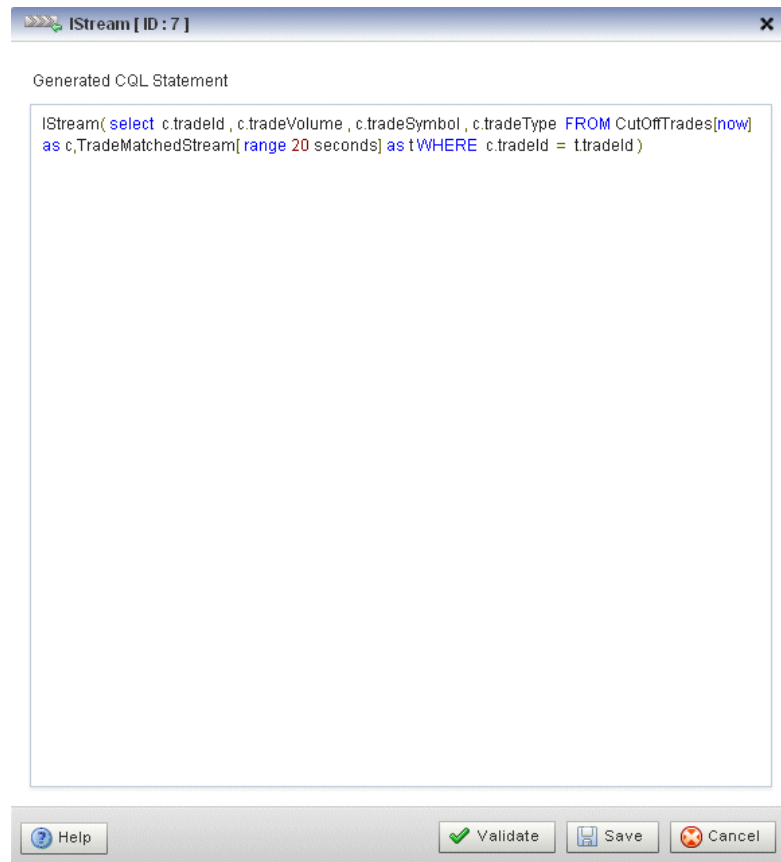 IStream [ ID : 7 ]
Generated CQL Statement
IStream( select c.tradeId , c.tradeVolume , c.tradeSymbol , c.tradeType FROM CutOffTrades[now]
as c,TradeMatchedStream[ range 20 seconds] as t WHERE c.tradeId = t.tradeId )
Help Validate Save Cancel